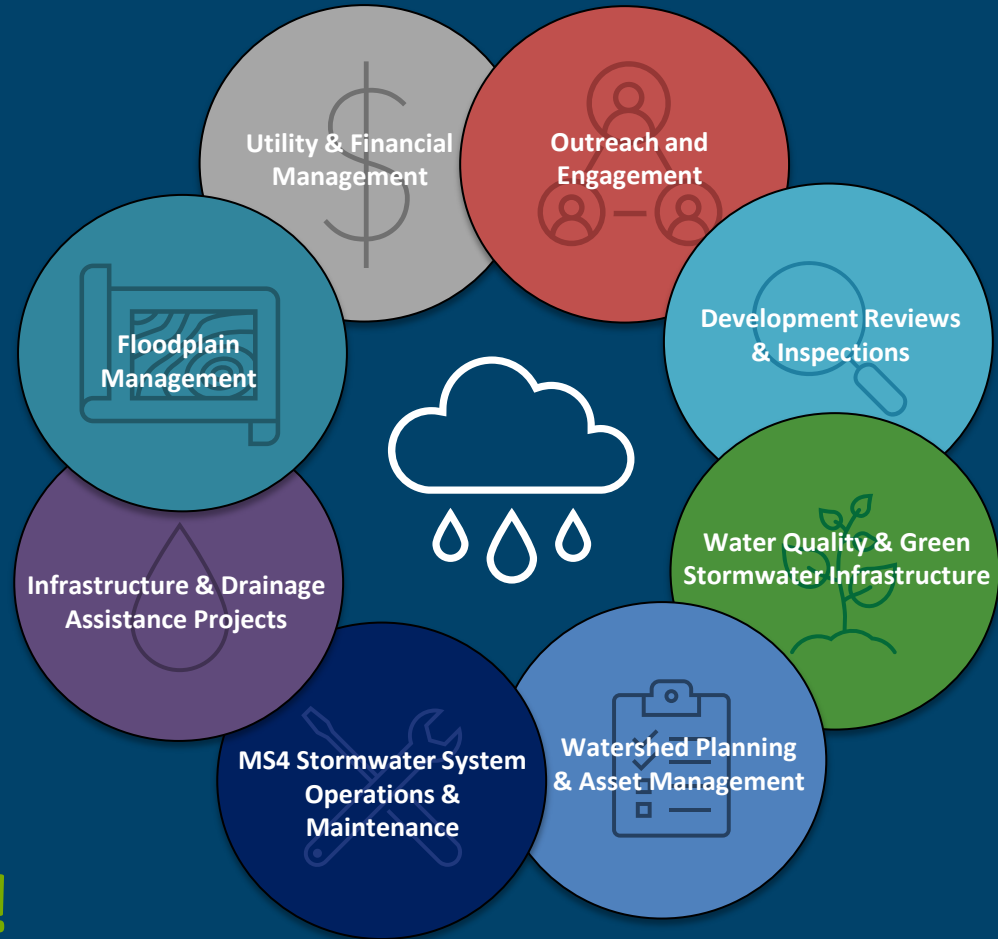 Utility & Financial
Management
Outreach and
Engagement
Development Reviews
& Inspections
Water Quality & Green
Stormwater Infrastructure
Watershed Planning
& Asset Management
MS4 Stormwater System
Operations &
Maintenance
Infrastructure & Drainage
Assistance Projects
Floodplain
Management
!